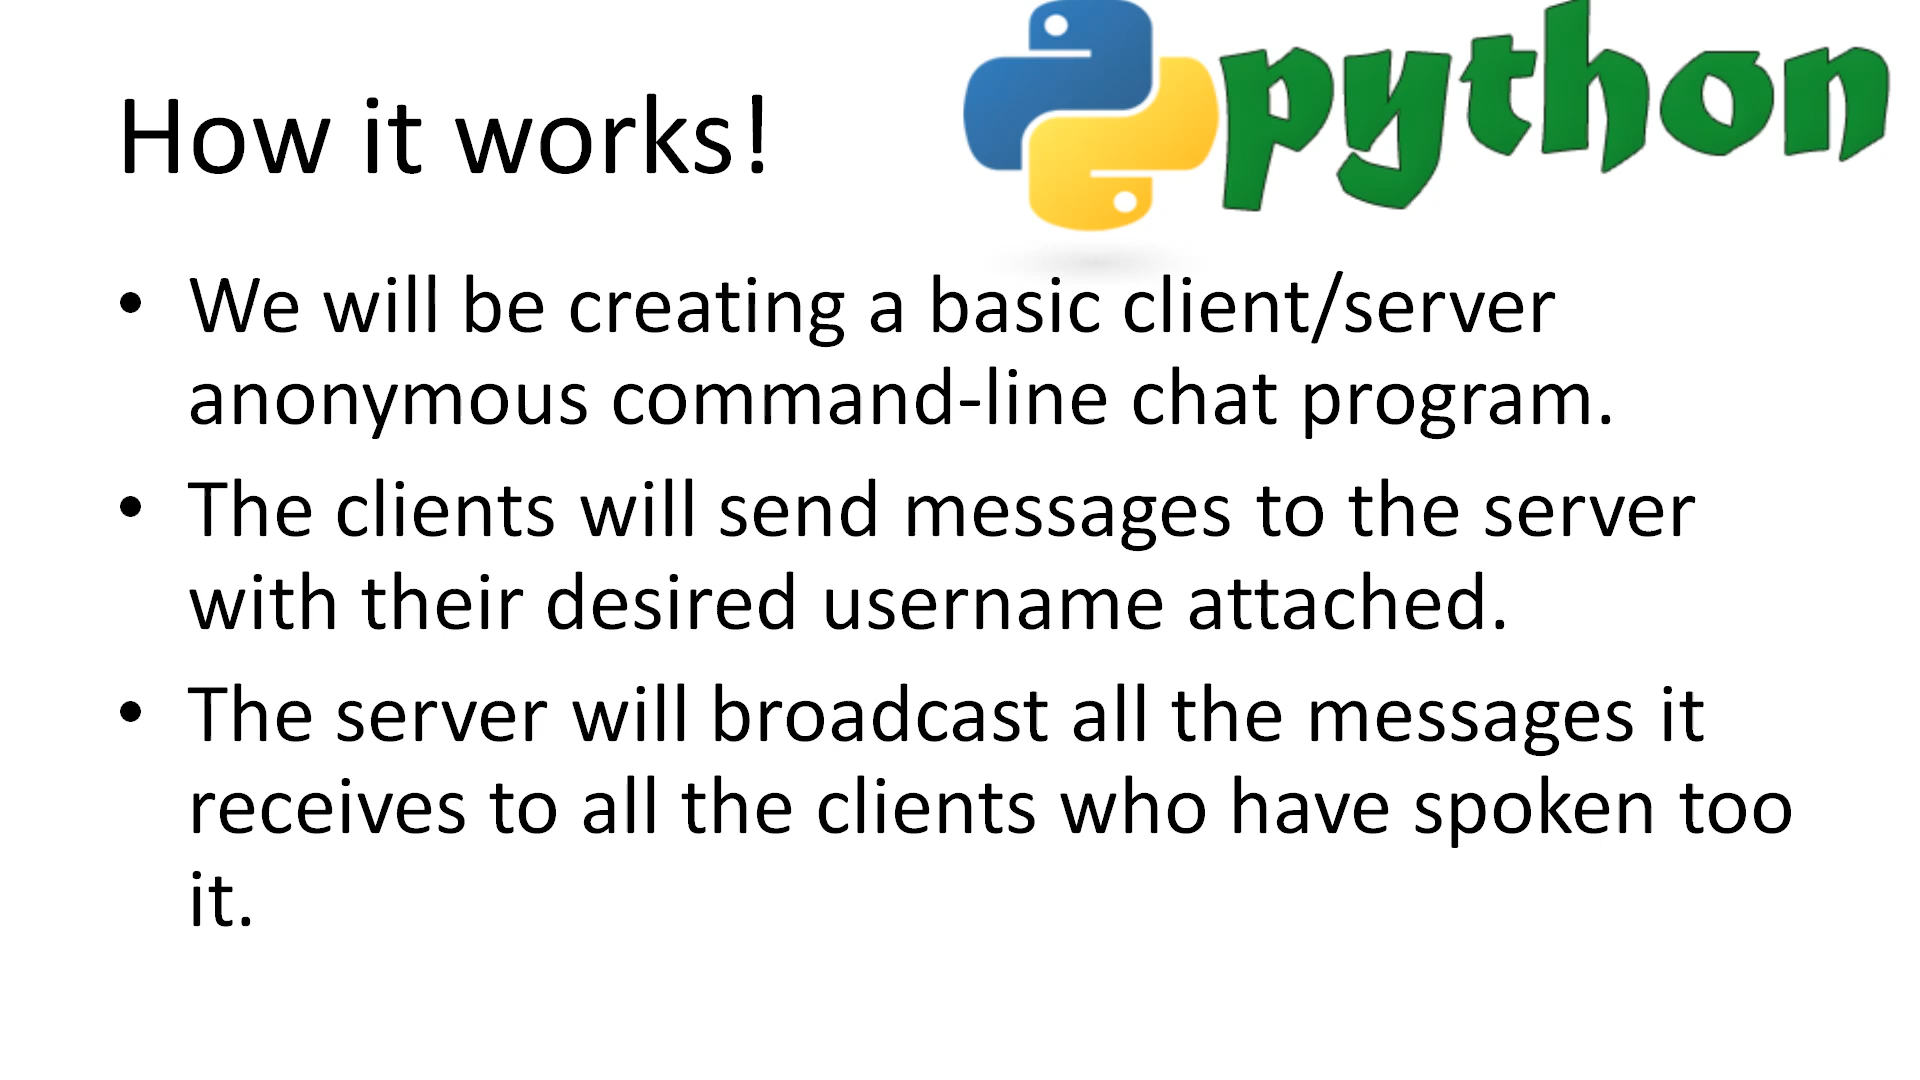 python
How it works!
• We will be creating a basic client/server
anonymous command-line chat program.
• The clients will send messages to the server
with their desired username attached.
• The server will broadcast all the messages it
receives to all the clients who have spoken too
it.